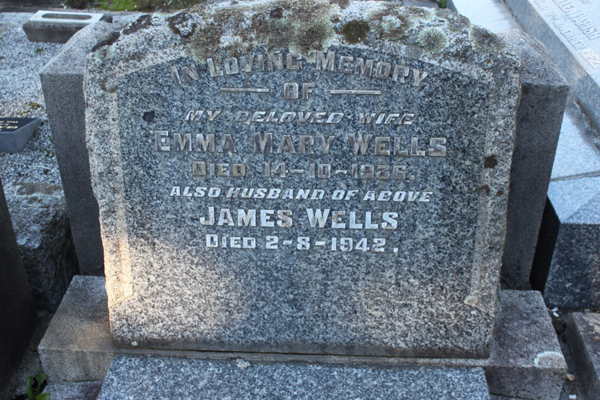 IN LOVING MEMORY
— OF —
MY BELOVED WIFE
EMMA MARY WELLS
DIED 14-10-1936.
ALSO HUSBAND OF ABOVE
JAMES WELLS
DIED 2-8-1942.